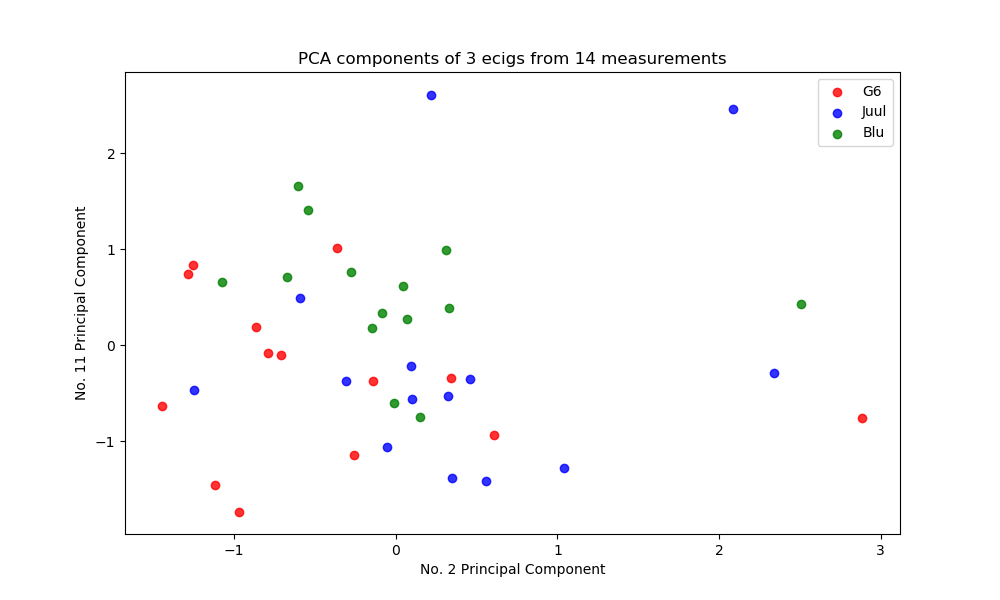 PCA components of 3 ecigs from 14 measurements
G6
Juul
Blu
2
1
0
−1
No. 11 Principal Component
−1
0
1
2
3
No. 2 Principal Component